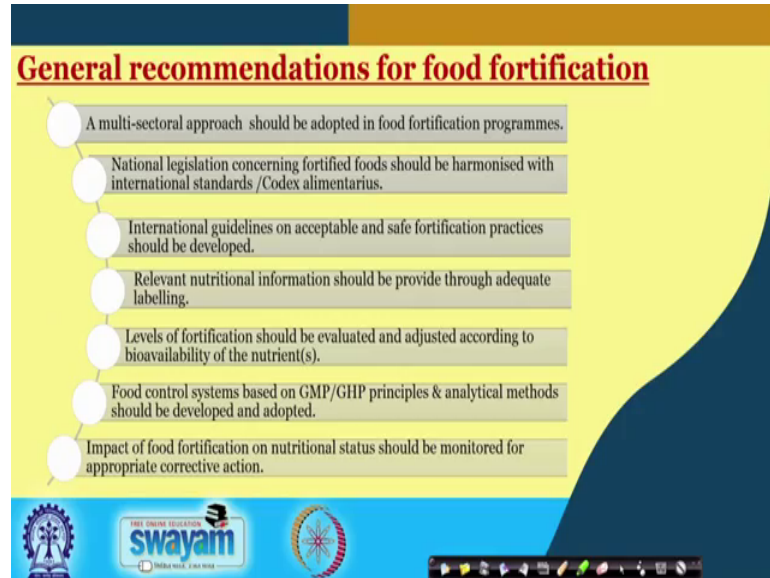 General recommendations for food fortification
A multi-sectoral approach should be adopted in food fortification programmes.
National legislation concerning fortified foods should be harmonised with
international standards /Codex alimentarius.
International guidelines on acceptable and safe fortification practices
should be developed.
Relevant nutritional information should be provide through adequate
labelling.
Levels of fortification should be evaluated and adjusted according to
bioavailability of the nutrient(s).
Food control systems based on GMP/GHP principles & analytical methods
should be developed and adopted.
Impact of food fortification on nutritional status should be monitored for
appropriate corrective action.
FREE ONLINE EDUCATION
swayam